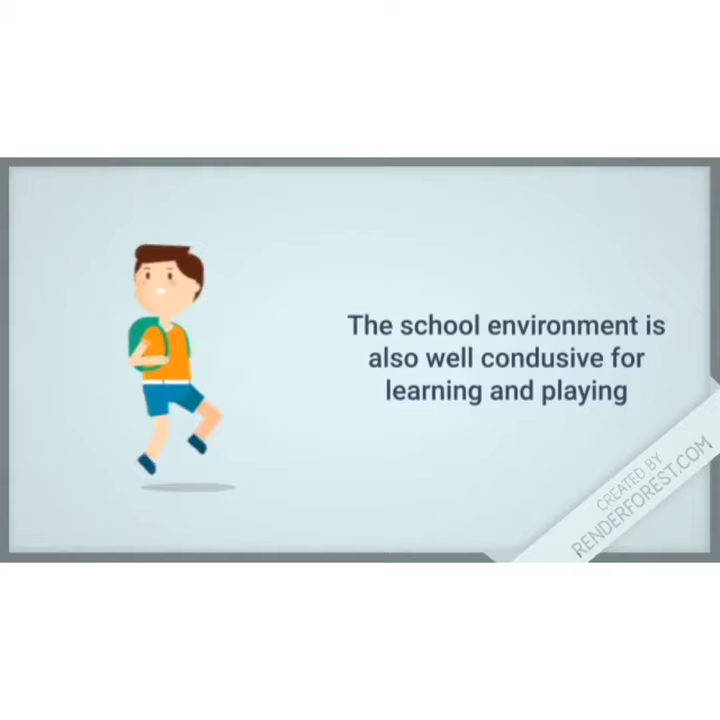 The school environment is
also well condusive for
learning and playing
CREATED BY
RENDERFOREST.COM